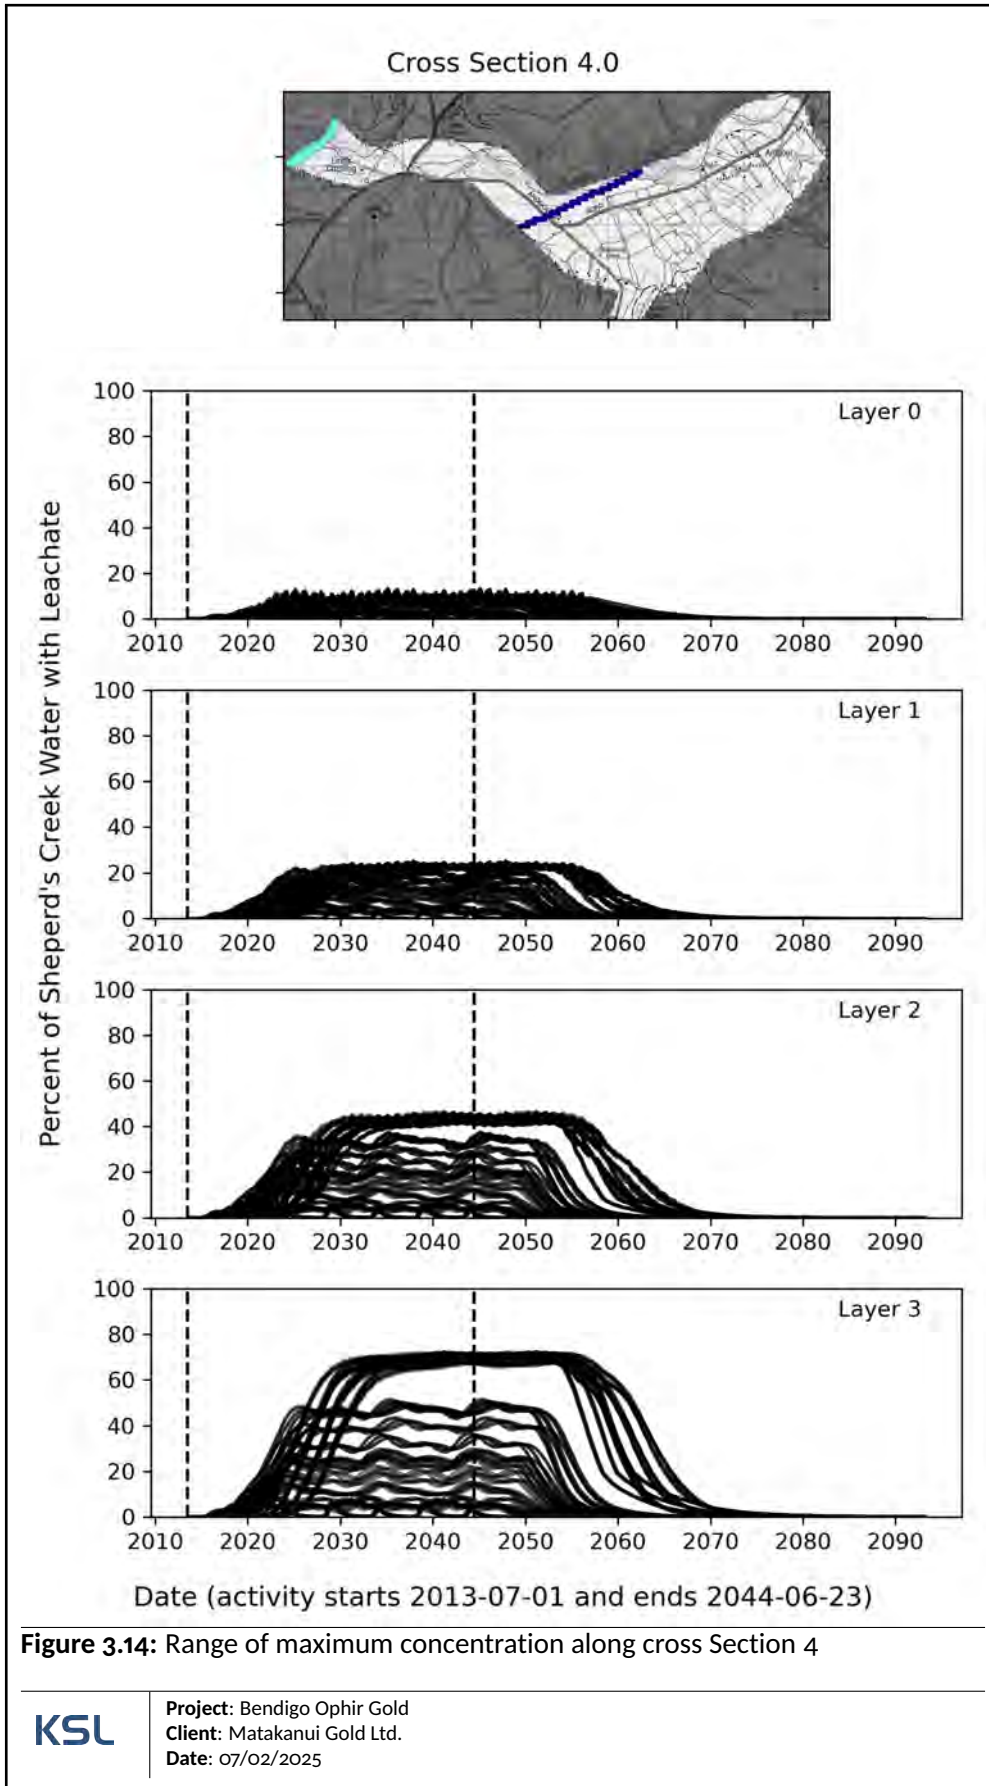 Cross Section 4.0
Percent of Sheperd's Creek Water with Leachate
Layer 0
100
80
60
40
20
0
2010 2020 2030 2040 2050 2060 2070 2080 2090
Layer 1
100
80
60
40
20
0
2010 2020 2030 2040 2050 2060 2070 2080 2090
Layer 2
100
80
60
40
20
0
2010 2020 2030 2040 2050 2060 2070 2080 2090
Layer 3
100
80
60
40
20
0
2010 2020 2030 2040 2050 2060 2070 2080 2090
Date (activity starts 2013-07-01 and ends 2044-06-23)
Figure 3.14: Range of maximum concentration along cross Section 4
KSL
Project: Bendigo Ophir Gold
Client: Matakanui Gold Ltd.
Date: 07/02/2025